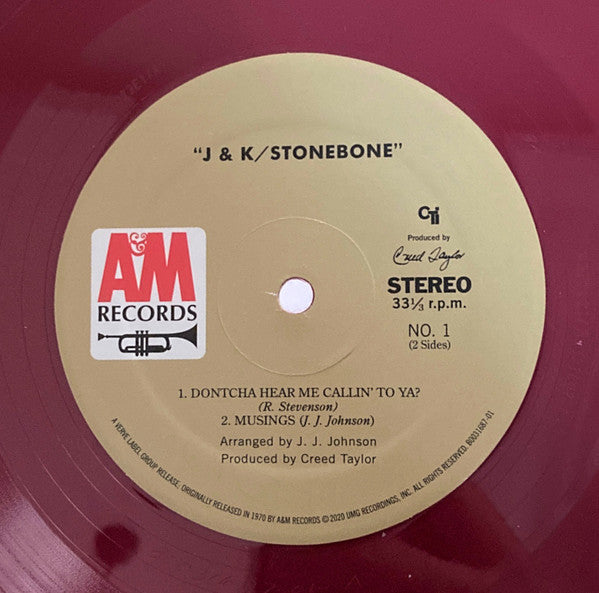 "J & K/STONEBONE"
CTi
Produced by
Creed Taylor
STEREO
33⅓ r.p.m.
NO. 1
(2 Sides)
A&M
RECORDS
1. DONTCHA HEAR ME CALLIN' TO YA?
(R. Stevenson)
2. MUSINGS (J. J. Johnson)
Arranged by J. J. Johnson
Produced by Creed Taylor
A VERVE LABEL GROUP RELEASE; ORIGINALLY RELEASED IN 1970 BY A&M RECORDS © 2020 UMG RECORDINGS, INC. ALL RIGHTS RESERVED. B0031687-01